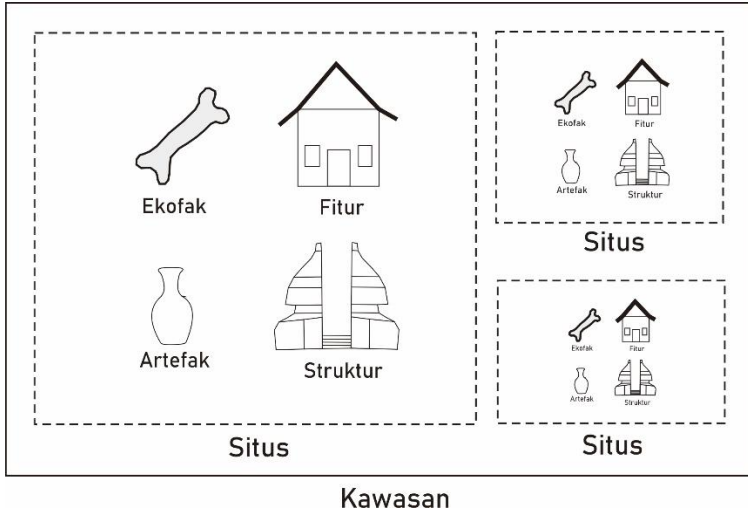 Ekofak
Fitur
Artefak
Struktur
Situs
Ekofak
Fitur
Artefak
Struktur
Situs
Ekofak
Fitur
Artefak
Struktur
Situs
Kawasan